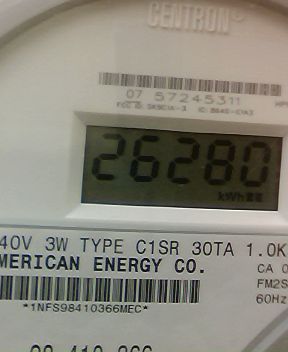 CENTRON®
07 57245311
26280
kWh
40V 3W TYPE C1SR 30TA 1.0K
MERICAN ENERGY CO.
CA 0
FM2S
60Hz
*1NFS98410366MEC*